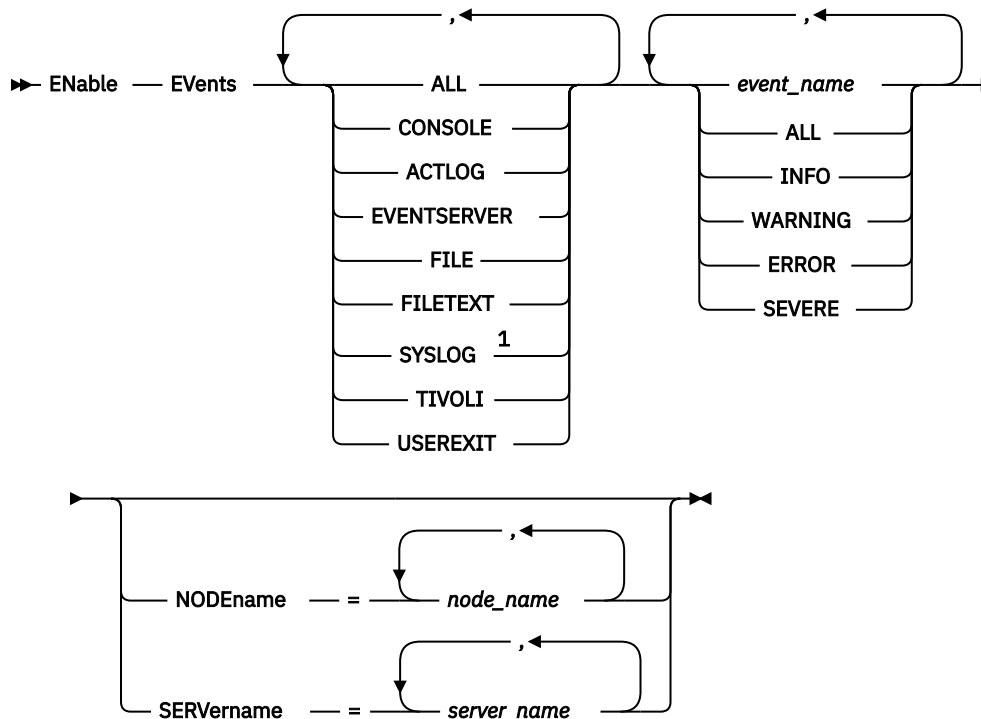 , ,
ENable EVents ALL event_name
CONSOLE ALL
ACTLOG INFO
EVENTSERVER WARNING
FILE ERROR
FILETEXT SEVERE
SYSLOG 1
TIVOLI
USEREXIT
,
NODEname = node_name
,
SERVername = server_name